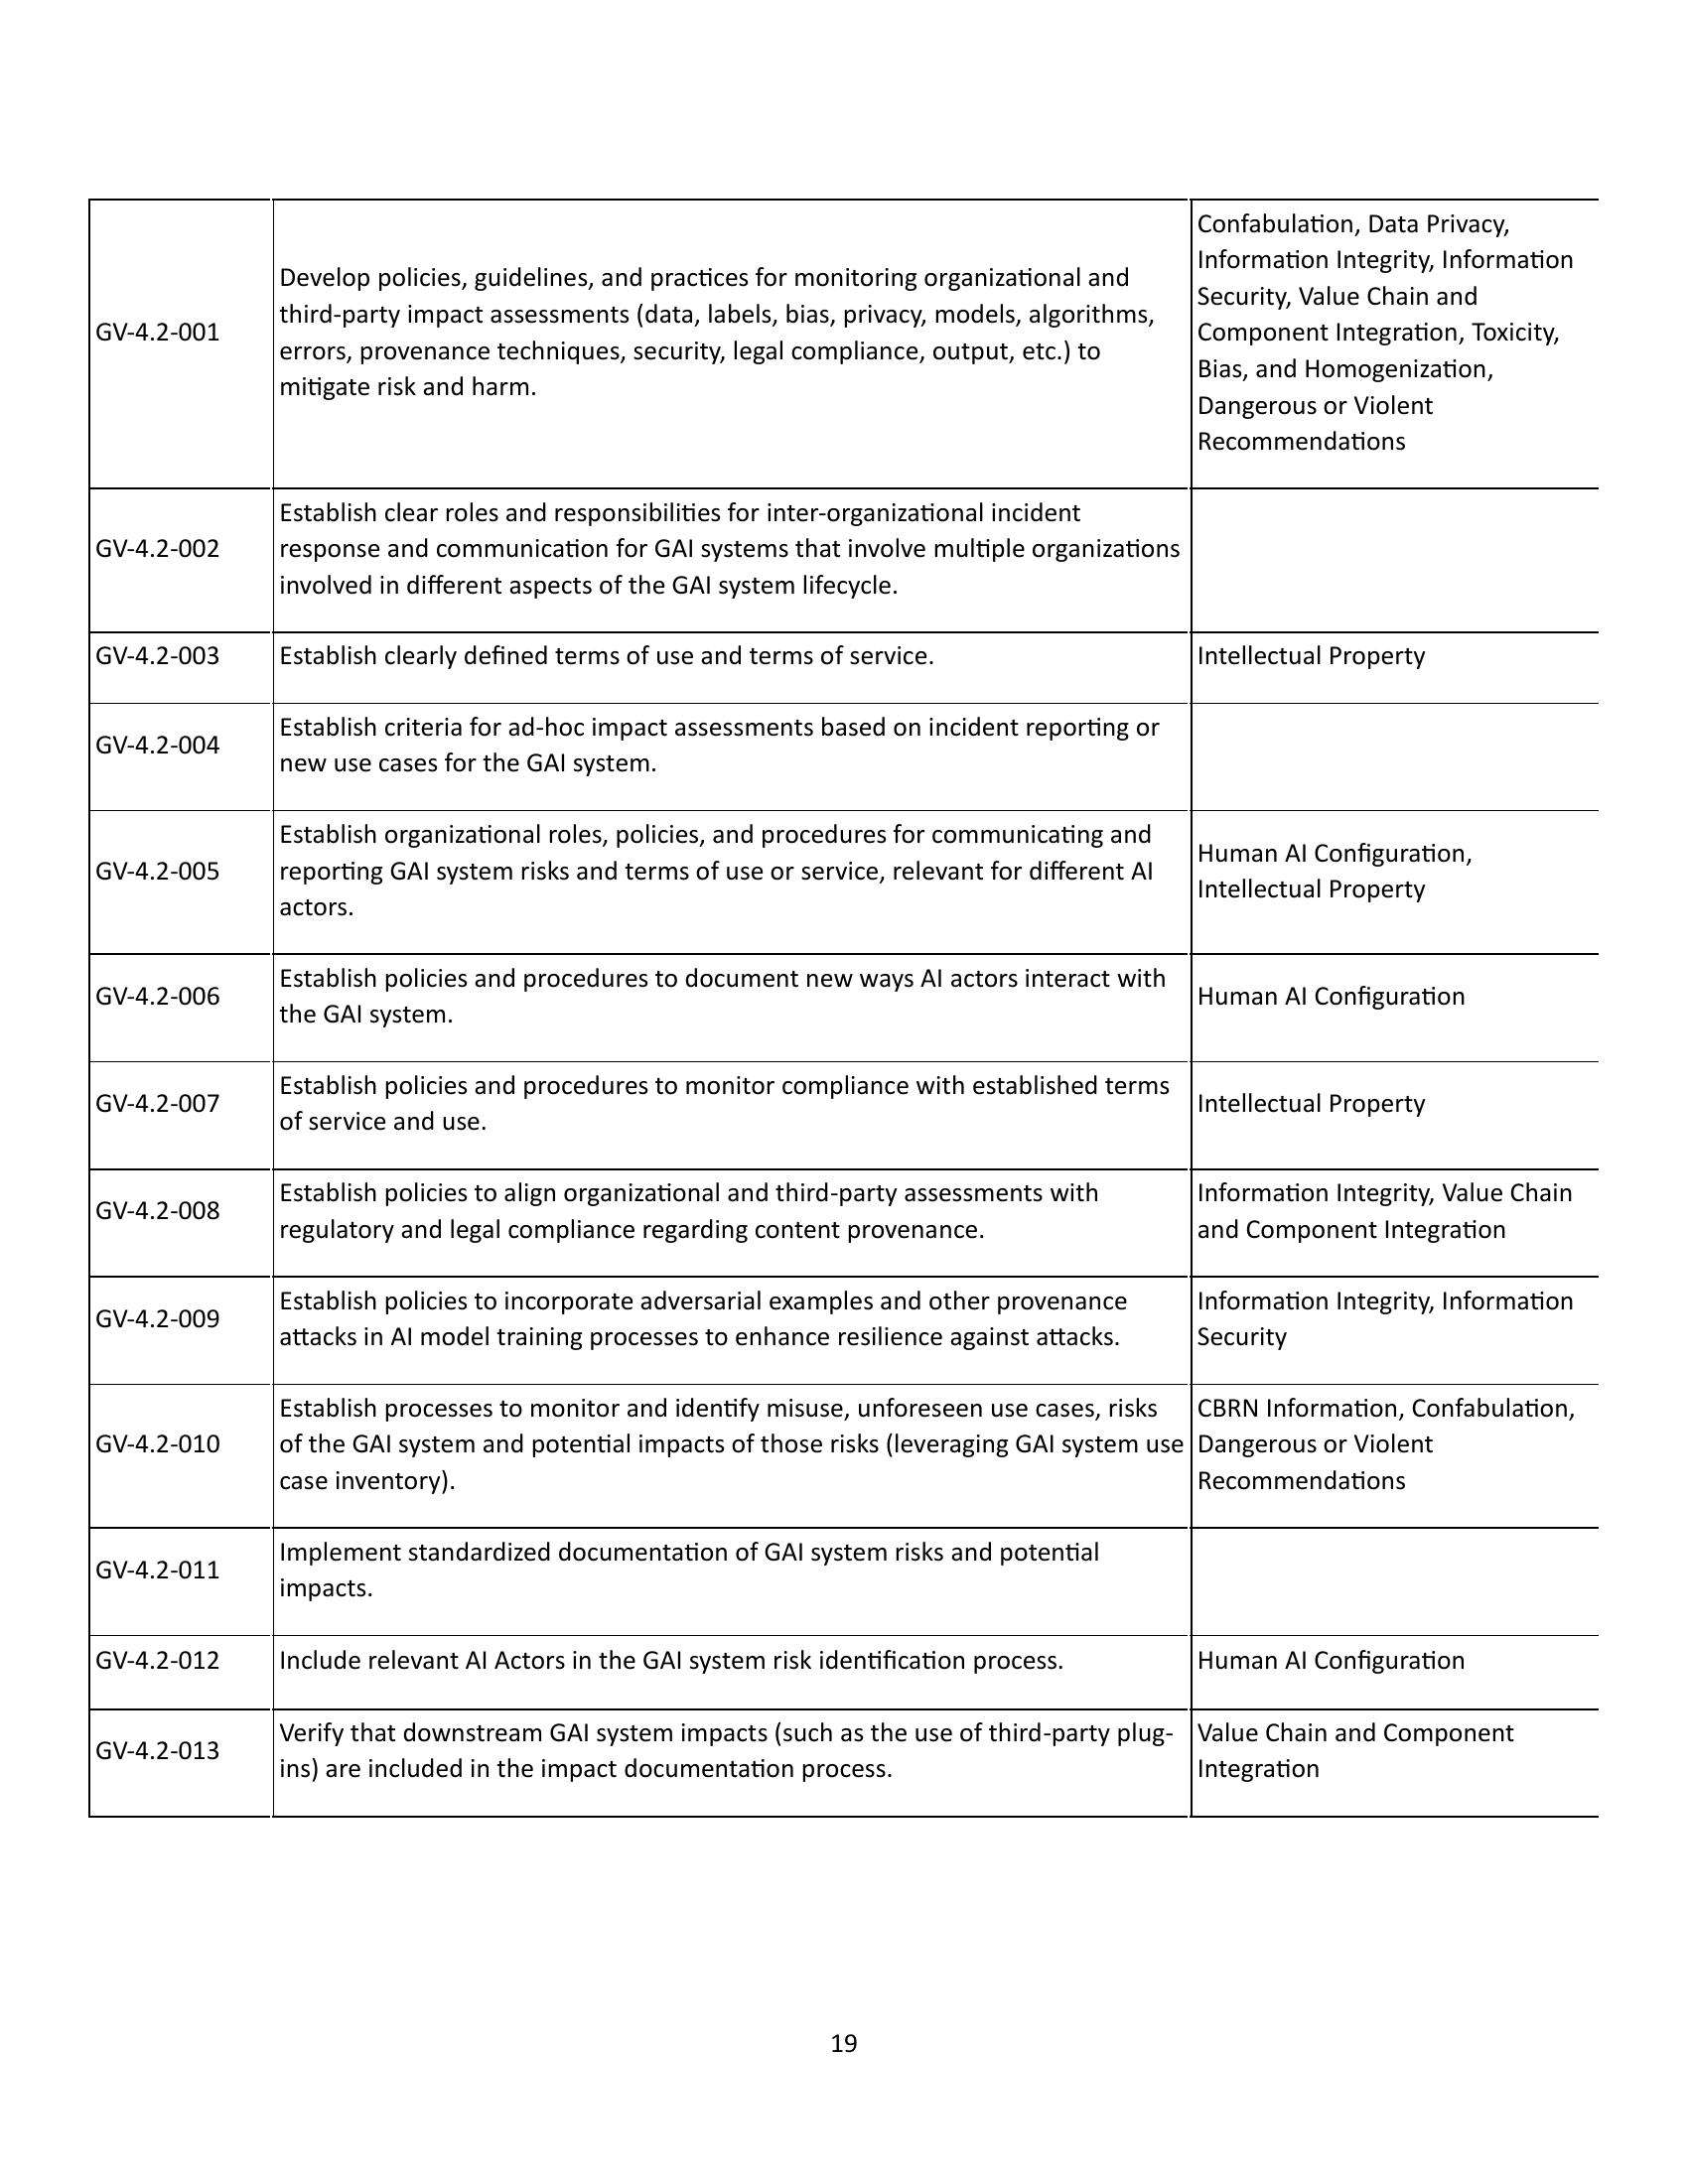 Confabulation, Data Privacy,
Information Integrity, Information
Security, Value Chain and
Component Integration, Toxicity,
Bias, and Homogenization,
Dangerous or Violent
Recommendations
GV-4.2-001
Develop policies, guidelines, and practices for monitoring organizational and
third-party impact assessments (data, labels, bias, privacy, models, algorithms,
errors, provenance techniques, security, legal compliance, output, etc.) to
mitigate risk and harm.
GV-4.2-002
Establish clear roles and responsibilities for inter-organizational incident
response and communication for GAI systems that involve multiple organizations
involved in different aspects of the GAI system lifecycle.
GV-4.2-003
Establish clearly defined terms of use and terms of service.
Intellectual Property
GV-4.2-004
Establish criteria for ad-hoc impact assessments based on incident reporting or
new use cases for the GAI system.
GV-4.2-005
Establish organizational roles, policies, and procedures for communicating and
reporting GAI system risks and terms of use or service, relevant for different AI
actors.
Human AI Configuration,
Intellectual Property
GV-4.2-006
Establish policies and procedures to document new ways AI actors interact with
the GAI system.
Human AI Configuration
GV-4.2-007
Establish policies and procedures to monitor compliance with established terms
of service and use.
Intellectual Property
GV-4.2-008
Establish policies to align organizational and third-party assessments with
regulatory and legal compliance regarding content provenance.
Information Integrity, Value Chain
and Component Integration
GV-4.2-009
Establish policies to incorporate adversarial examples and other provenance
attacks in AI model training processes to enhance resilience against attacks.
Information Integrity, Information
Security
GV-4.2-010
Establish processes to monitor and identify misuse, unforeseen use cases, risks
of the GAI system and potential impacts of those risks (leveraging GAI system use
case inventory).
CBRN Information, Confabulation,
Dangerous or Violent
Recommendations
GV-4.2-011
Implement standardized documentation of GAI system risks and potential
impacts.
GV-4.2-012
Include relevant AI Actors in the GAI system risk identification process.
Human AI Configuration
GV-4.2-013
Verify that downstream GAI system impacts (such as the use of third-party plug-
ins) are included in the impact documentation process.
Value Chain and Component
Integration
19